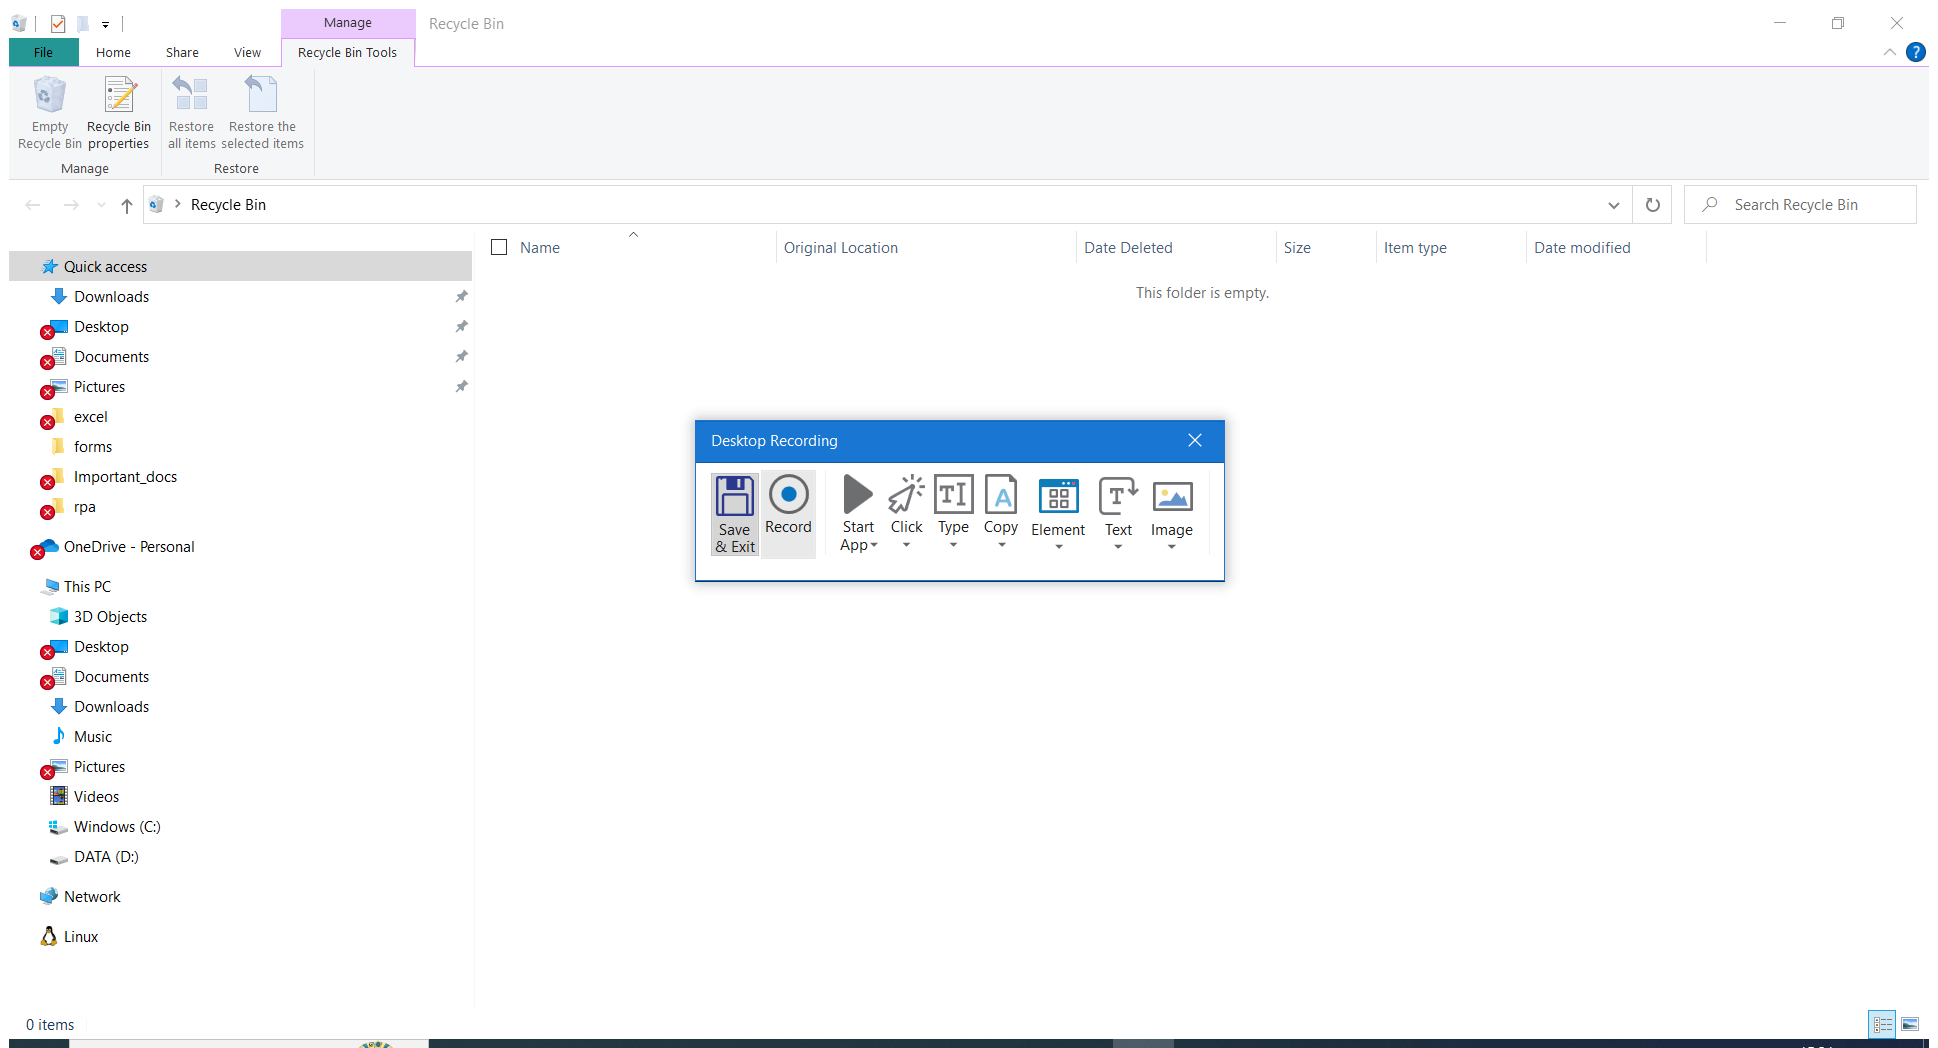 Manage
Recycle Bin
File
Home
Share
View
Recycle Bin Tools
?
Empty
Recycle Bin
Recycle Bin
properties
Restore
all items
Restore the
selected items
Manage
Restore
Recycle Bin
Search Recycle Bin
Name
Original Location
Date Deleted
Size
Item type
Date modified
This folder is empty.
Quick access
Downloads
Desktop
Documents
Pictures
excel
forms
Important_docs
rpa
OneDrive - Personal
This PC
3D Objects
Desktop
Documents
Downloads
Music
Pictures
Videos
Windows (C:)
DATA (D:)
Network
Linux
Desktop Recording
Save
& Exit
Record
Start
App
Click
Type
Copy
Element
Text
Image
0 items